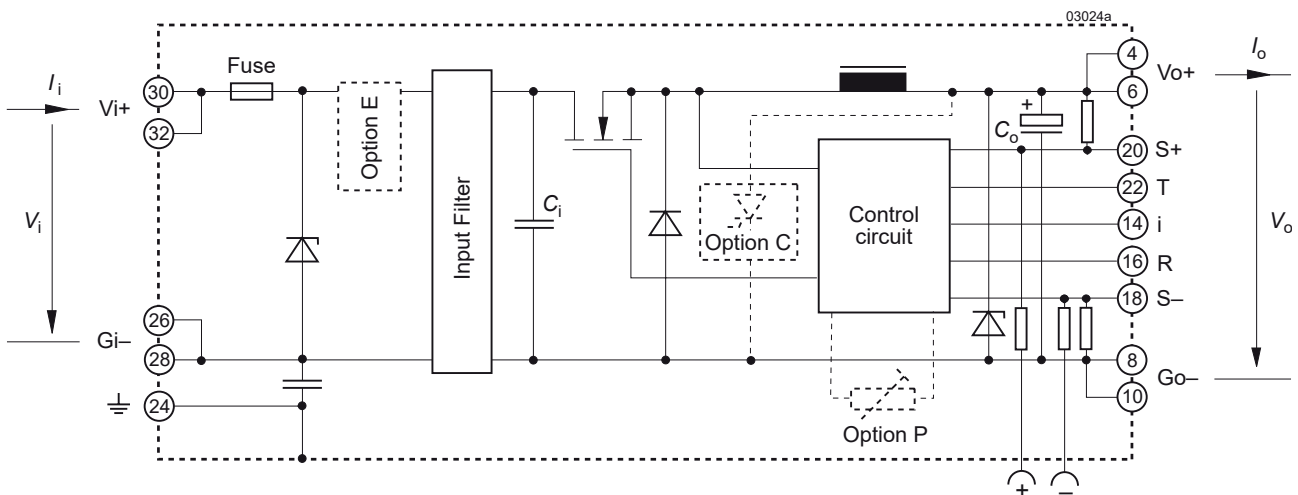 03024a
Ii
Vi+
30
32
Fuse
Option E
Input Filter
Ci
Vi
26
Gi–
28
24
Option C
Control
circuit
Option P
+
Co
4
Vo+
6
Io
20 S+
22 T
14 i
16 R
18 S–
Vo
8
Go–
10
+
–